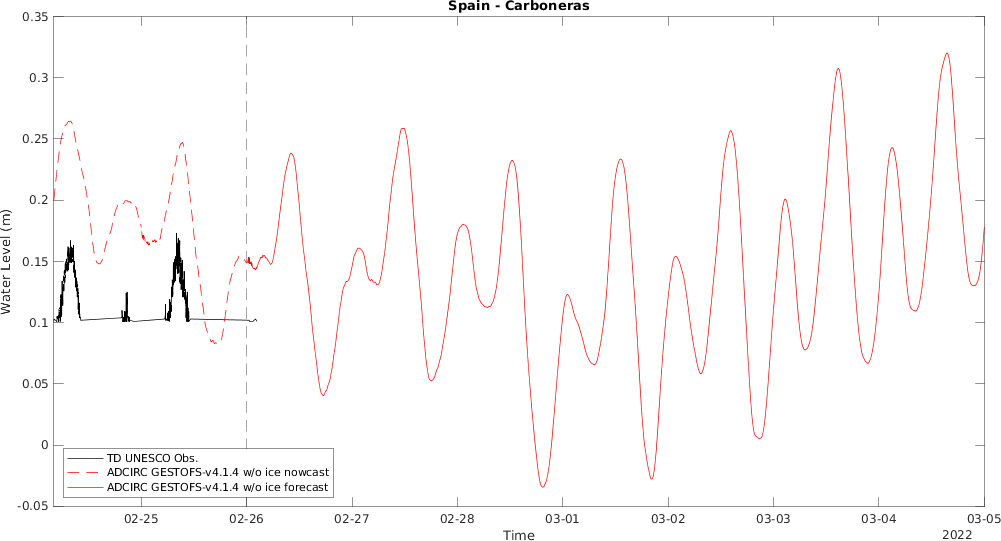 Spain - Carboneras
0.35
0.3
0.25
0.2
0.15
0.1
0.05
0
-0.05
Water Level (m)
TD UNESCO Obs.
ADCIRC GESTOFS-v4.1.4 w/o ice nowcast
ADCIRC GESTOFS-v4.1.4 w/o ice forecast
02-25 02-26 02-27 02-28 03-01 03-02 03-03 03-04 03-05
Time
2022